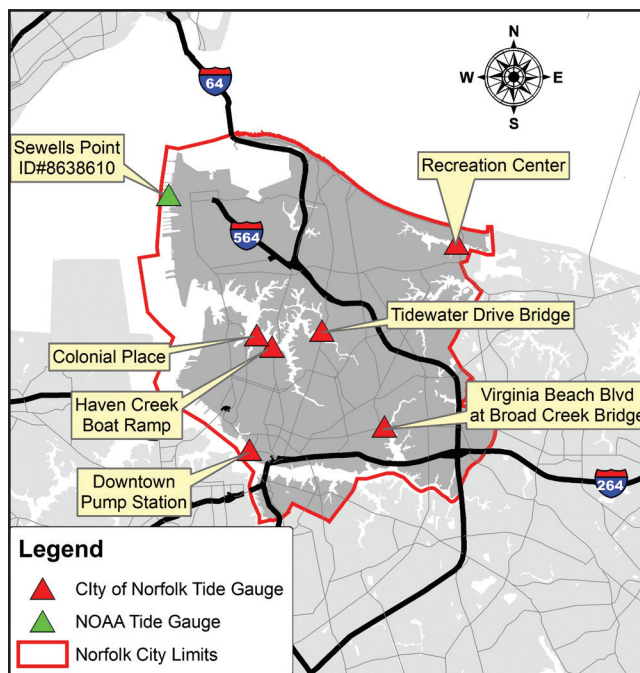 N
W E
S
64
Sewells Point
ID#8638610
Recreation Center
564
Tidewater Drive Bridge
Colonial Place
Haven Creek
Boat Ramp
Virginia Beach Blvd
at Broad Creek Bridge
Downtown
Pump Station
264
Legend
CIty of Norfolk Tide Gauge
NOAA Tide Gauge
Norfolk City Limits